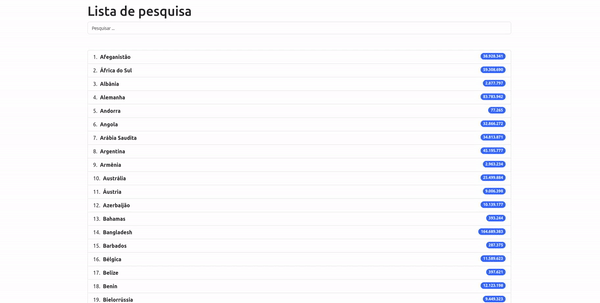 Lista de pesquisa
Pesquisar ...
1. Afeganistão 38.928.341
2. África do Sul 59.308.690
3. Albânia 2.877.797
4. Alemanha 83.783.942
5. Andorra 77.265
6. Angola 32.866.272
7. Arábia Saudita 34.813.871
8. Argentina 45.195.777
9. Armênia 2.963.234
10. Austrália 25.499.884
11. Áustria 9.006.398
12. Azerbaijão 10.139.177
13. Bahamas 393.244
14. Bangladesh 164.689.383
15. Barbados 287.375
16. Bélgica 11.589.623
17. Belize 397.621
18. Benin 12.123.198
19. Bielorrússia 9.449.323